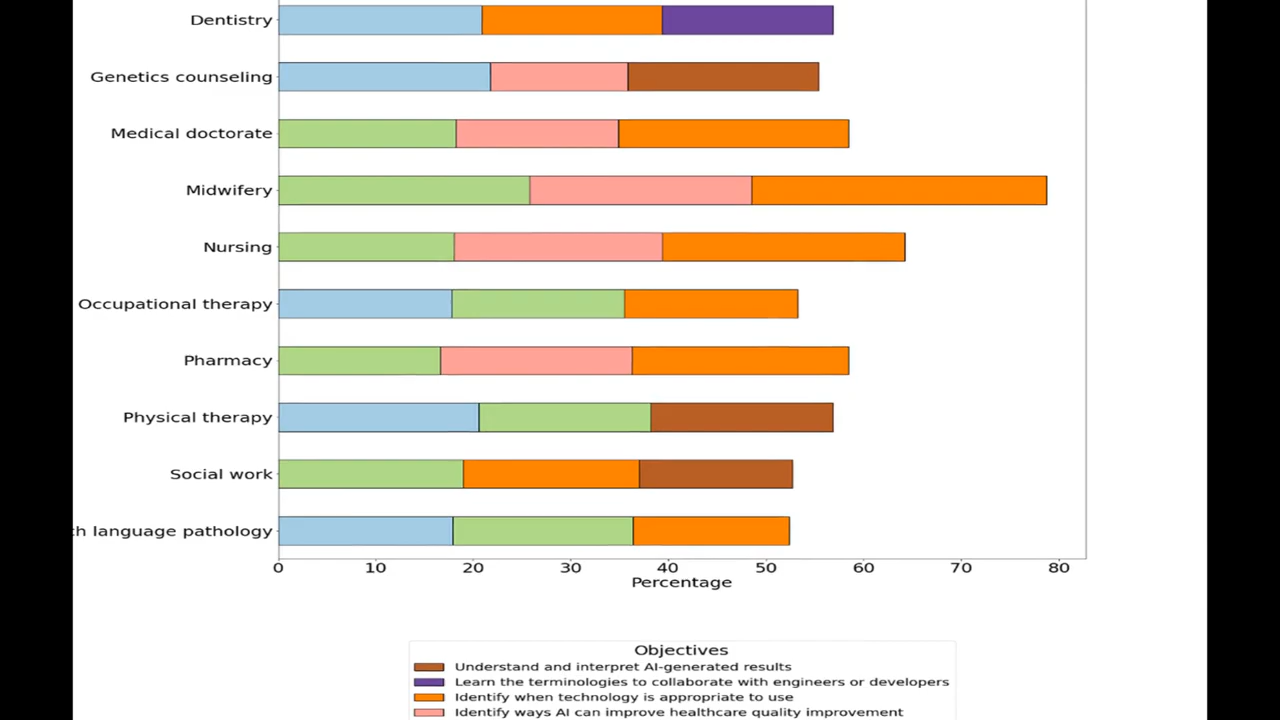 Dentistry
Genetics counseling
Medical doctorate
Midwifery
Nursing
Occupational therapy
Pharmacy
Physical therapy
Social work
language pathology
0 10 20 30 40 50 60 70 80
Percentage
Objectives
Understand and interpret AI-generated results
Learn the terminologies to collaborate with engineers or developers
Identify when technology is appropriate to use
Identify ways AI can improve healthcare quality improvement